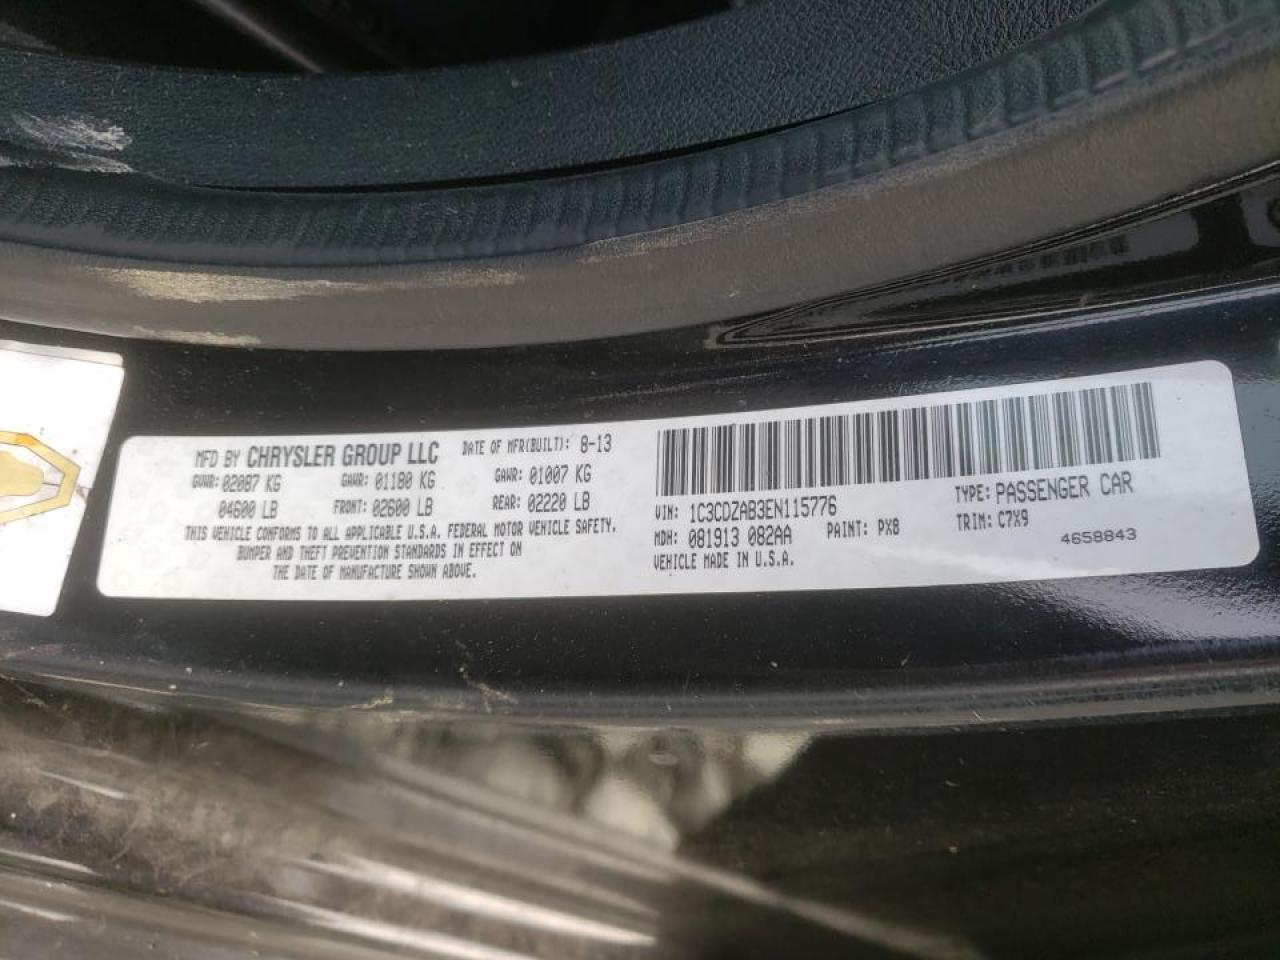 MFD BY CHRYSLER GROUP LLC DATE OF MFR(BUILT): 8-13
GVWR: 02087 KG GAWR: 01180 KG GAWR: 01007 KG
04600 LB FRONT: 02600 LB REAR: 02220 LB
THIS VEHICLE CONFORMS TO ALL APPLICABLE U.S.A. FEDERAL MOTOR VEHICLE SAFETY,
BUMPER AND THEFT PREVENTION STANDARDS IN EFFECT ON
THE DATE OF MANUFACTURE SHOWN ABOVE.
VIN: 1C3CDZAB3EN115776 TYPE: PASSENGER CAR
MDH: 081913 082AA PAINT: PX8 TRIM: C7X9
VEHICLE MADE IN U.S.A. 4658843